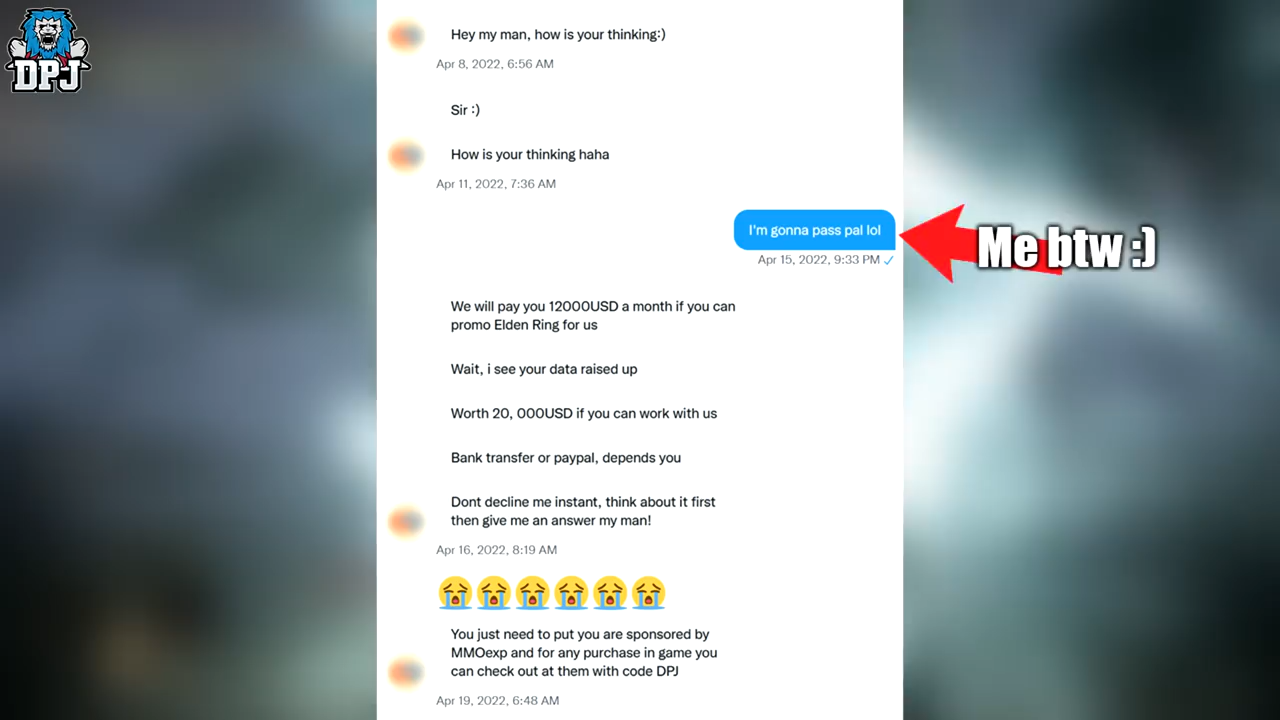 DPJ
Hey my man, how is your thinking:)
Apr 8, 2022, 6:56 AM
Sir :)
How is your thinking haha
Apr 11, 2022, 7:36 AM
I'm gonna pass pal lol
Apr 15, 2022, 9:33 PM ✓
Me btw :)
We will pay you 12000USD a month if you can
promo Elden Ring for us
Wait, i see your data raised up
Worth 20, 000USD if you can work with us
Bank transfer or paypal, depends you
Dont decline me instant, think about it first
then give me an answer my man!
Apr 16, 2022, 8:19 AM
😭😭😭😭😭😭
You just need to put you are sponsored by
MMOexp and for any purchase in game you
can check out at them with code DPJ
Apr 19, 2022, 6:48 AM